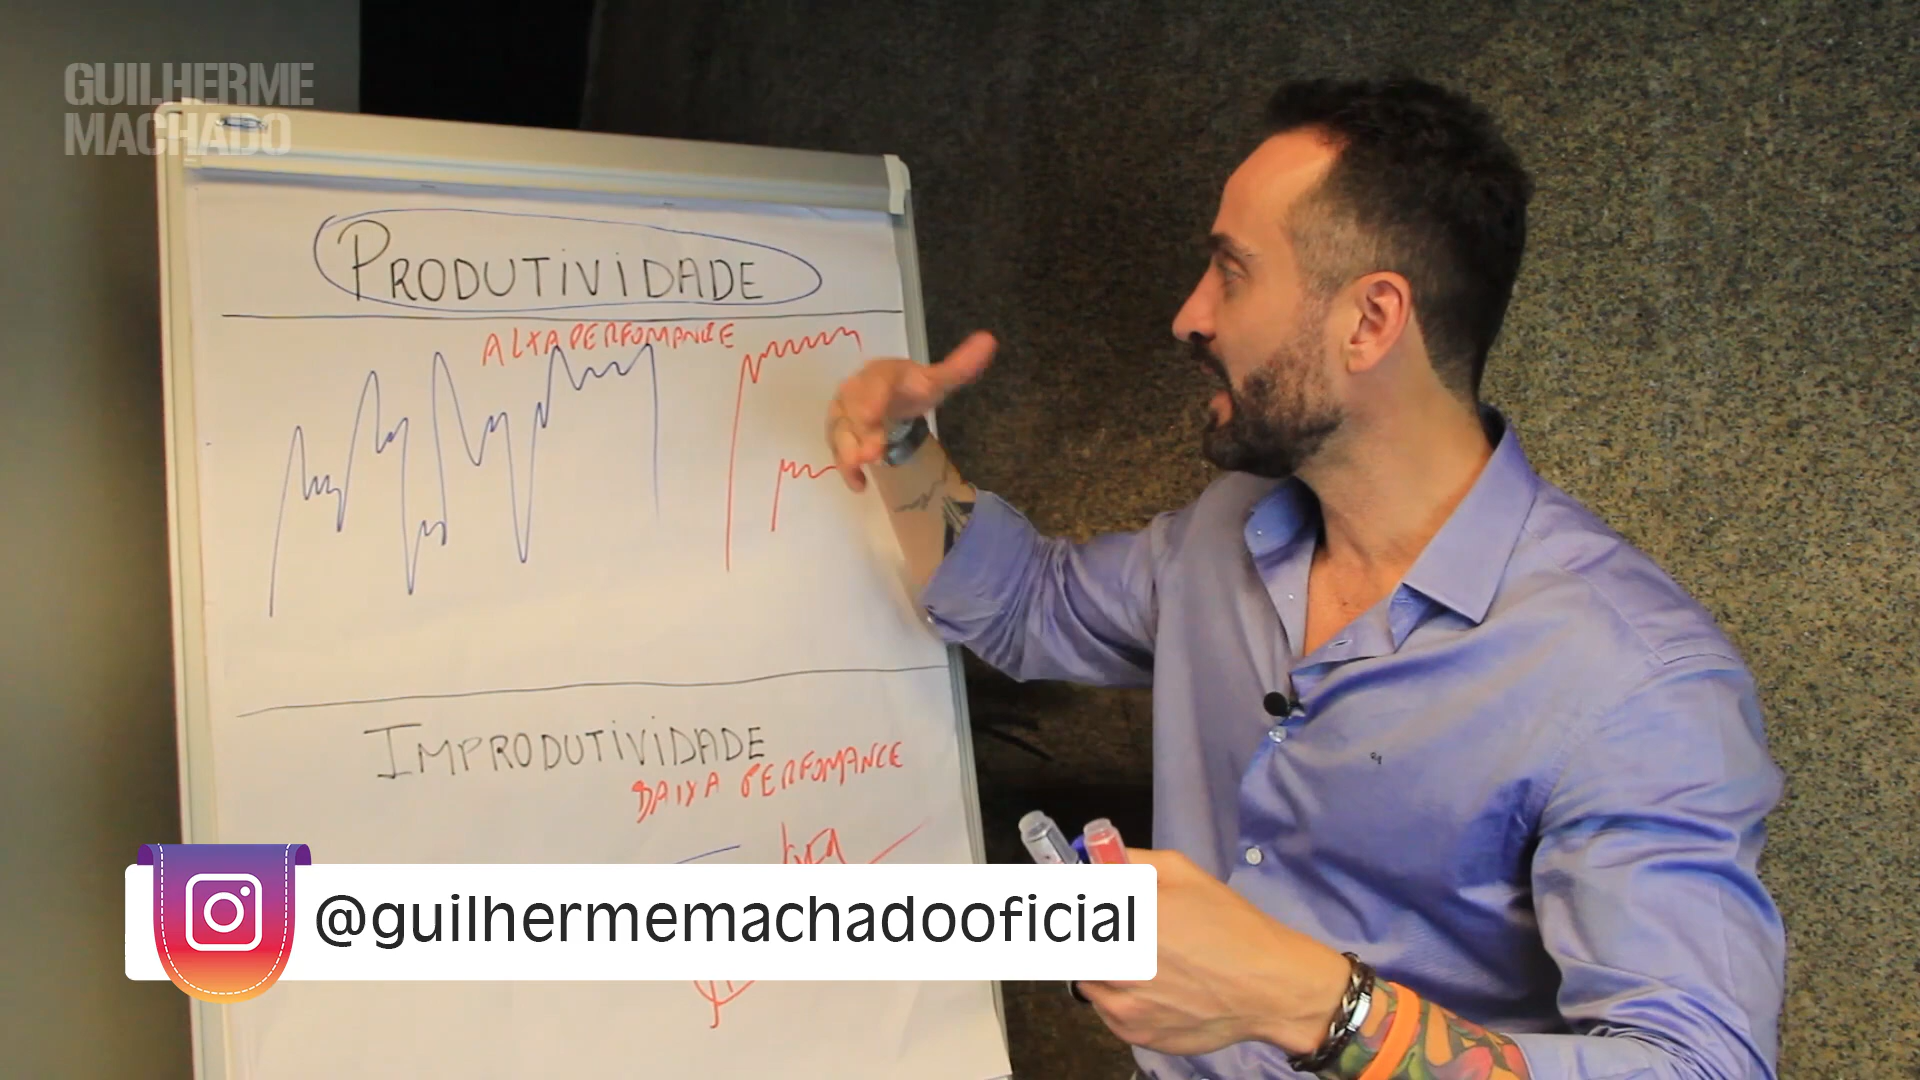 GUILHERME
MACHADO
PRODUTIVIDADE
ALTA PERFOMANCE
IMPRODUTIVIDADE
BAIXA PERFOMANCE
@guilhermemachadooficial